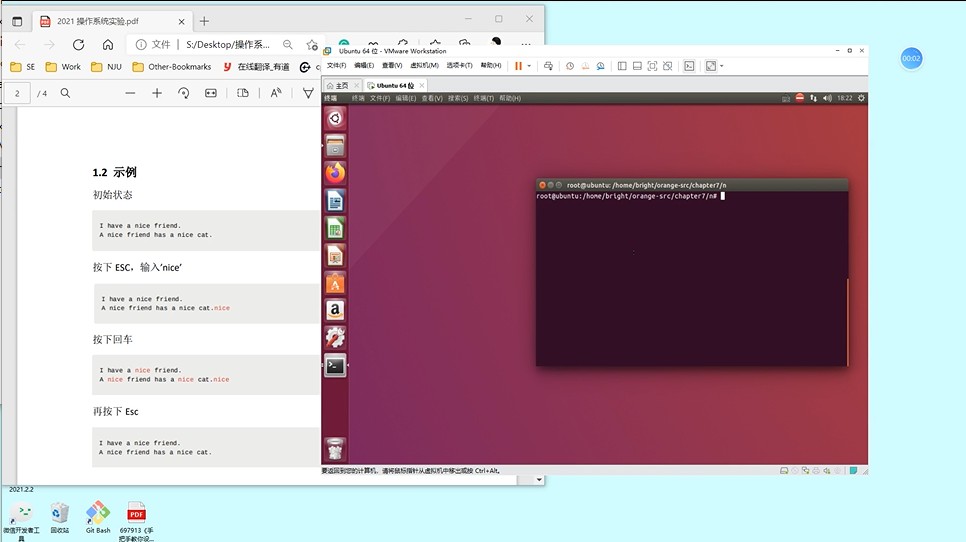 2021 操作系统实验.pdf
文件 | S:/Desktop/操作系...
SE Work NJU Other-Bookmarks 在线翻译_有道
2 / 4
1.2 示例
初始状态
I have a nice friend.
A nice friend has a nice cat.
按下 ESC，输入‘nice’
I have a nice friend.
A nice friend has a nice cat.nice
按下回车
I have a nice friend.
A nice friend has a nice cat.nice
再按下 Esc
I have a nice friend.
A nice friend has a nice cat.
Ubuntu 64 位 - VMware Workstation
文件(F) 编辑(E) 查看(V) 虚拟机(M) 选项卡(T) 帮助(H)
主页 Ubuntu 64 位
终端 终端 文件(F) 编辑(E) 查看(V) 搜索(S) 终端(T) 帮助(H) 18:22
root@ubuntu: /home/bright/orange-src/chapter7/n
root@ubuntu:/home/bright/orange-src/chapter7/n#
要返回到您的计算机，请将鼠标指针从虚拟机中移出或按 Ctrl+Alt。
00:02
2021.2.2
微信开发者工具
回收站
Git Bash
PDF
697913《手把手教你设...